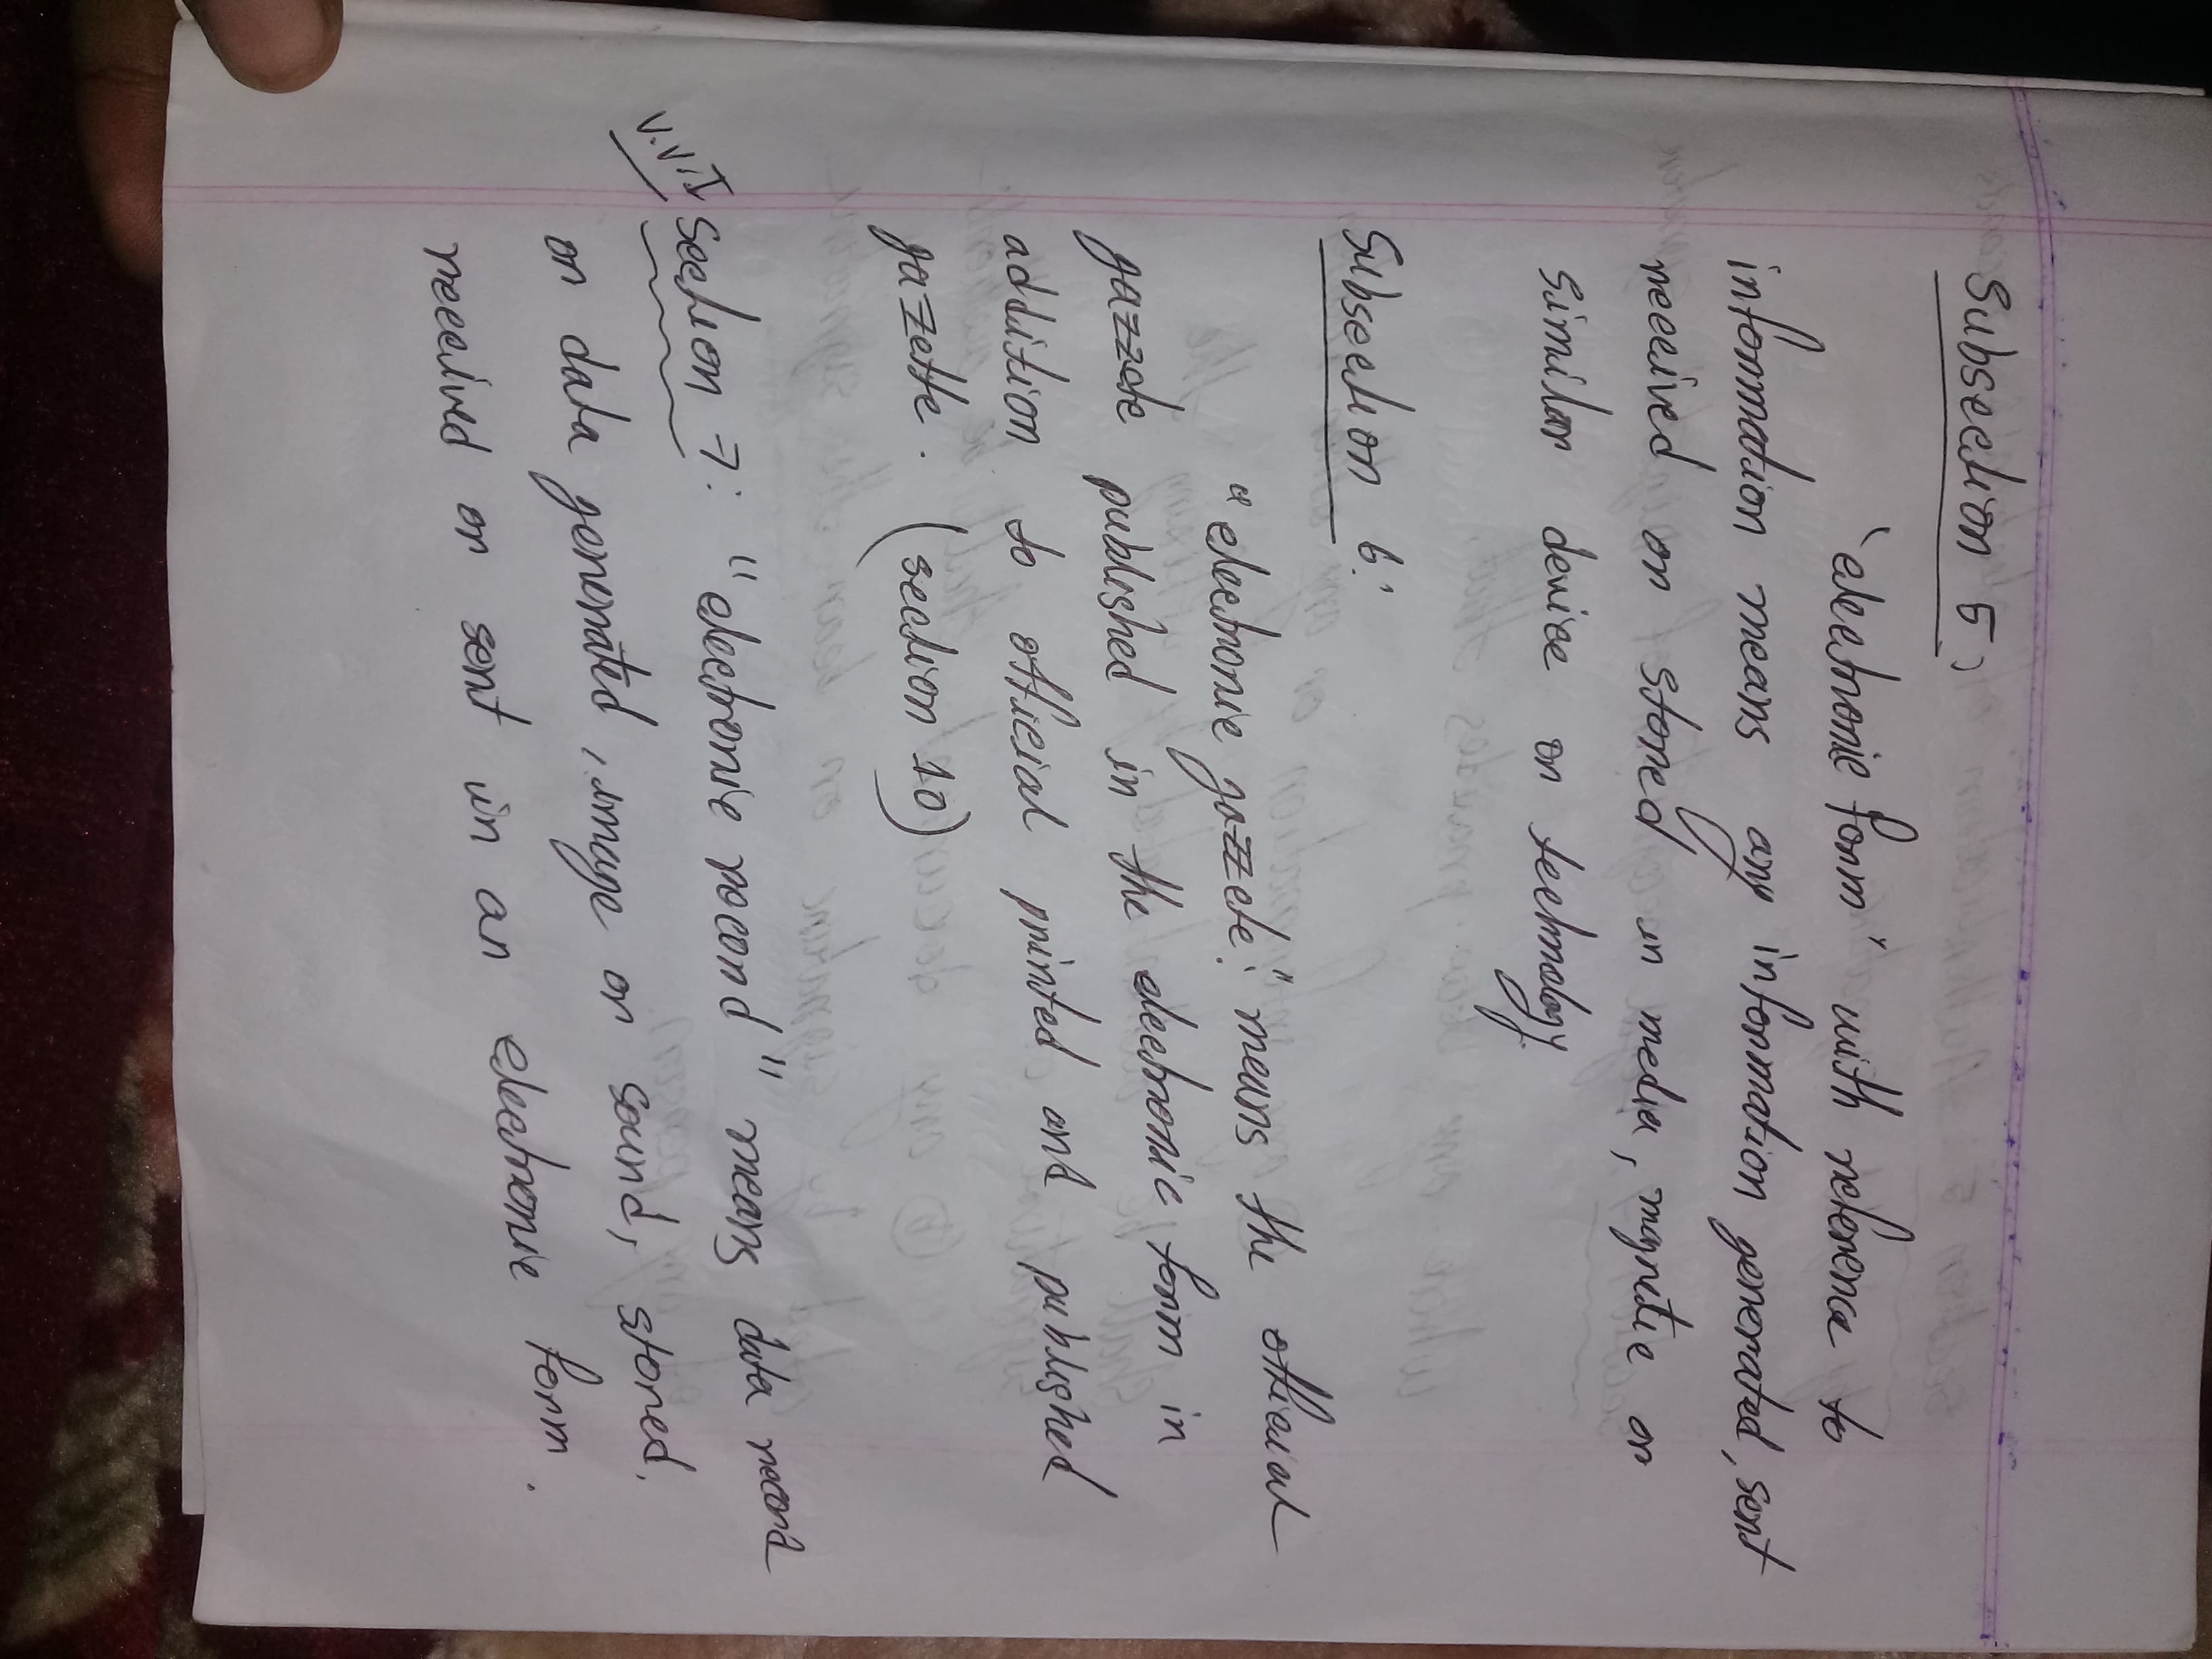 Subsection 5:
"electronic form" with reference to
information means any information generated, sent
received or stored in media, magnetic or
similar device or technology.
Subsection 6:
"electronic gazzete". means the official
gazzete published in the electronic form in
addition to official printed and published
gazette. (section 10)
V.V.I Section 7: "electronic record" means data record
or data generated, image or sound, stored,
received or sent in an electronic form.